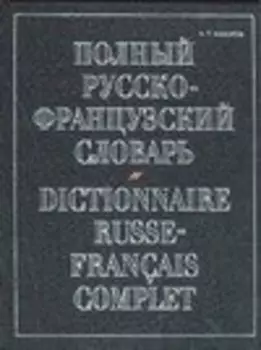 ПОЛНЫЙ
РУССКО-
ФРАНЦУЗСКИЙ
СЛОВАРЬ
DICTIONNAIRE
RUSSE-
FRANÇAIS
COMPLET